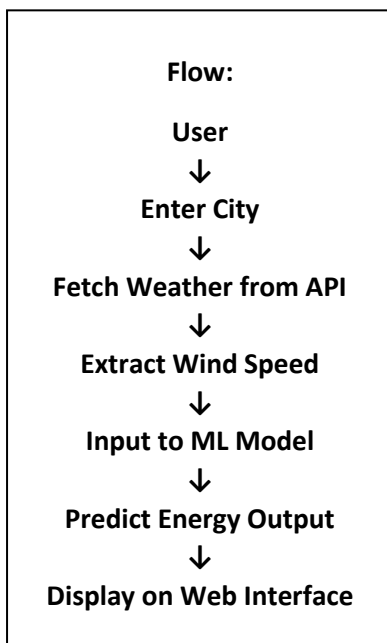 Flow:
User
↓
Enter City
↓
Fetch Weather from API
↓
Extract Wind Speed
↓
Input to ML Model
↓
Predict Energy Output
↓
Display on Web Interface